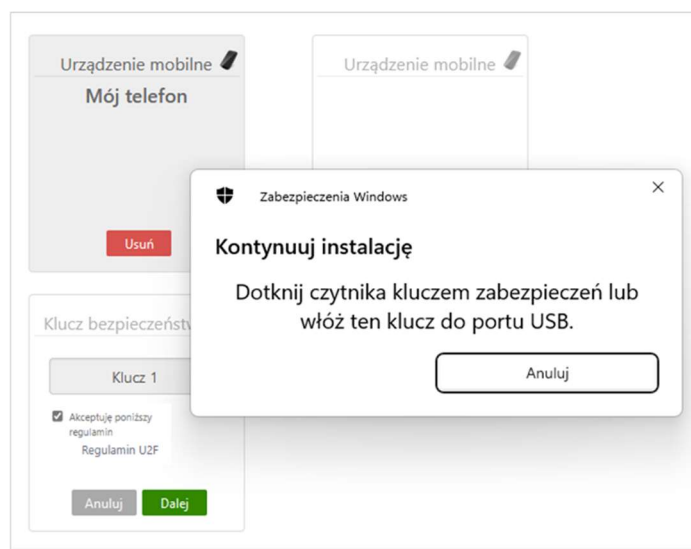 Urządzenie mobilne
Mój telefon
Usuń
Urządzenie mobilne
Zabezpieczenia Windows
Kontynuuj instalację
Dotknij czytnika kluczem zabezpieczeń lub
włóż ten klucz do portu USB.
Anuluj
Klucz bezpieczeństw
Klucz 1
Akceptuję poniższy
regulamin
Regulamin U2F
Anuluj
Dalej